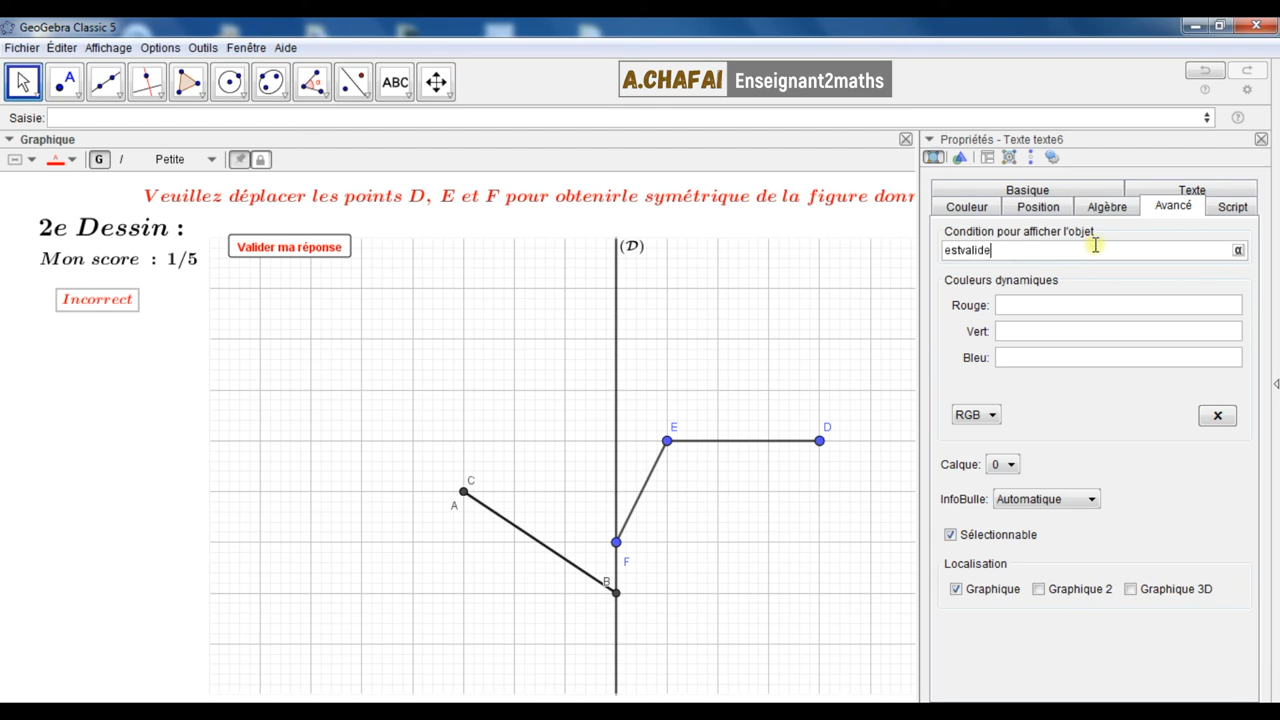 GeoGebra Classic 5
Fichier Éditer Affichage Options Outils Fenêtre Aide
A ABC
A.CHAFAI Enseignant2maths
Saisie:
Graphique
Propriétés - Texte texte6
A G I Petite
Veuillez déplacer les points D, E et F pour obtenirle symétrique de la figure donr
2e Dessin :
Mon score : 1/5
Incorrect
Valider ma réponse
(D)
E
D
C
A
F
B
Basique Texte
Couleur Position Algèbre Avancé Script
Condition pour afficher l'objet
estvalide α
Couleurs dynamiques
Rouge:
Vert:
Bleu:
RGB
Calque: 0
InfoBulle: Automatique
Sélectionnable
Localisation
Graphique Graphique 2 Graphique 3D